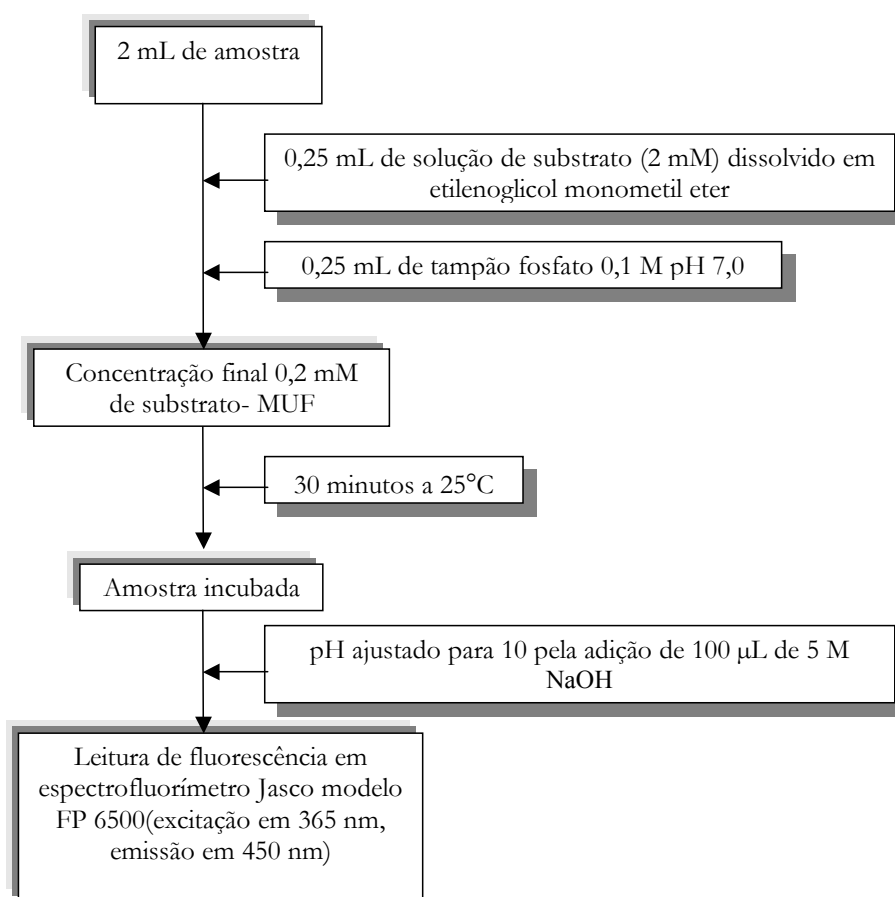 2 mL de amostra
0,25 mL de solução de substrato (2 mM) dissolvido em
etilenoglicol monometil eter
0,25 mL de tampão fosfato 0,1 M pH 7,0
Concentração final 0,2 mM
de substrato- MUF
30 minutos a 25°C
Amostra incubada
pH ajustado para 10 pela adição de 100 μL de 5 M
NaOH
Leitura de fluorescência em
espectrofluorímetro Jasco modelo
FP 6500(excitação em 365 nm,
emissão em 450 nm)